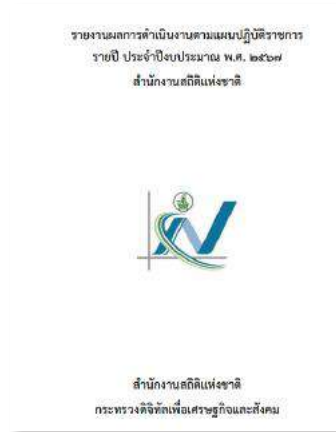 รายงานผลการดำเนินงานตามแผนปฏิบัติราชการ
รายปี ประจำปีงบประมาณ พ.ศ. ๒๕๖๗
สำนักงานสถิติแห่งชาติ
สำนักงานสถิติแห่งชาติ
กระทรวงดิจิทัลเพื่อเศรษฐกิจและสังคม